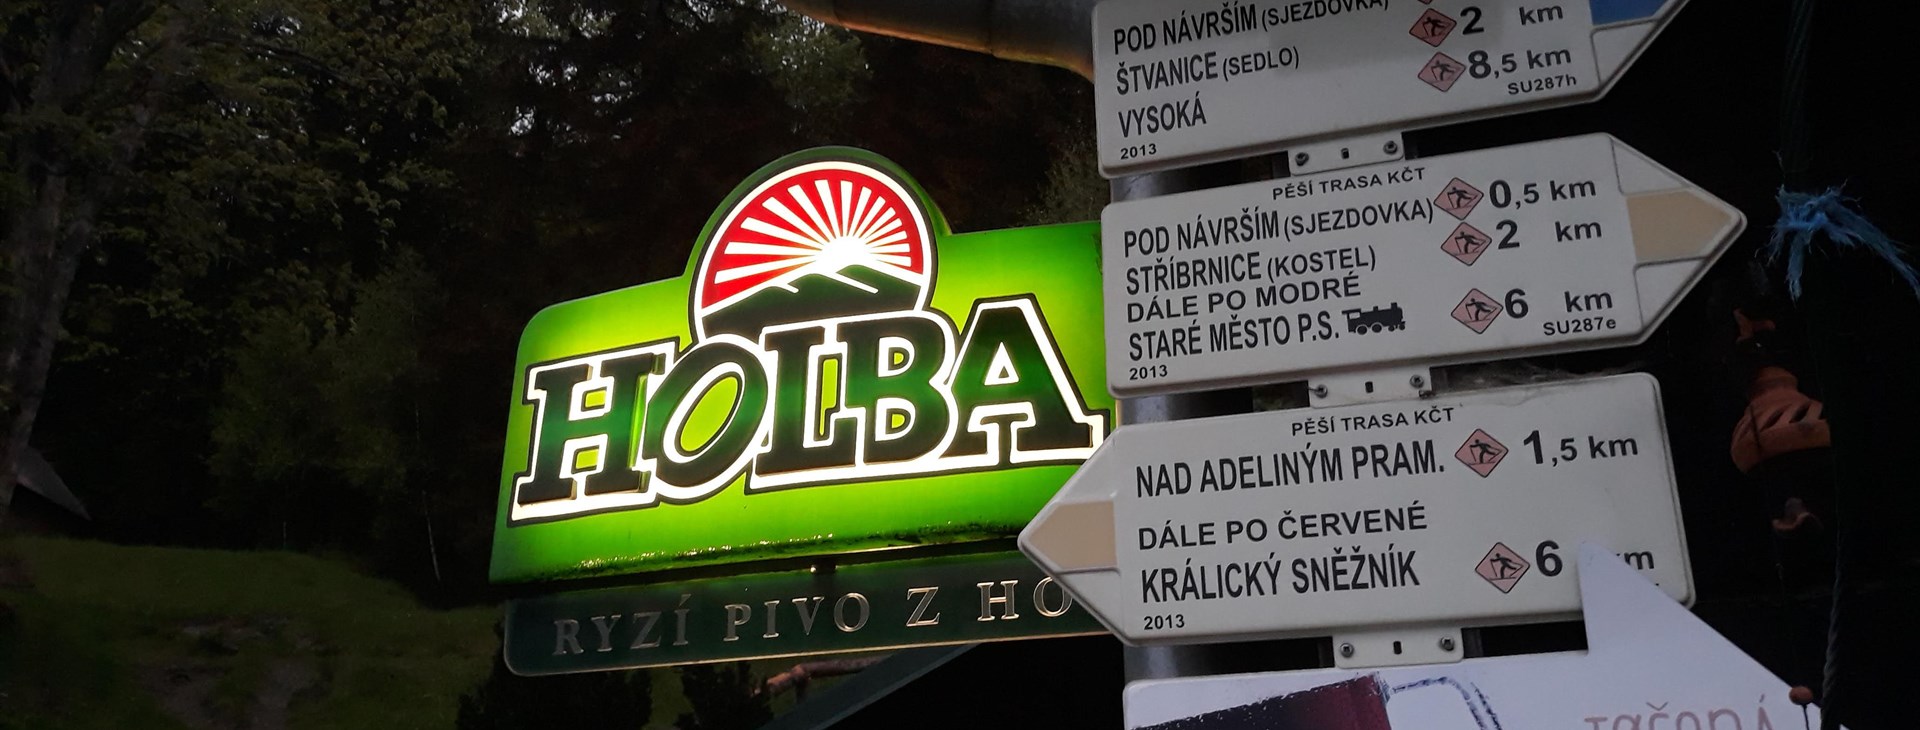 POD NÁVRŠÍM (SJEZDOVKA) 2 km
ŠTVANICE (SEDLO) 8,5 km
VYSOKÁ SU287h
2013
PĚŠÍ TRASA KČT
POD NÁVRŠÍM (SJEZDOVKA) 0,5 km
STŘÍBRNICE (KOSTEL) 2 km
DÁLE PO MODRÉ
STARÉ MĚSTO P.S. 6 km
2013 SU287e
PĚŠÍ TRASA KČT
NAD ADELINÝM PRAM. 1,5 km
DÁLE PO ČERVENÉ
KRÁLICKÝ SNĚŽNÍK 6 km
2013
HOLBA
RYZÍ PIVO Z HO
Točená